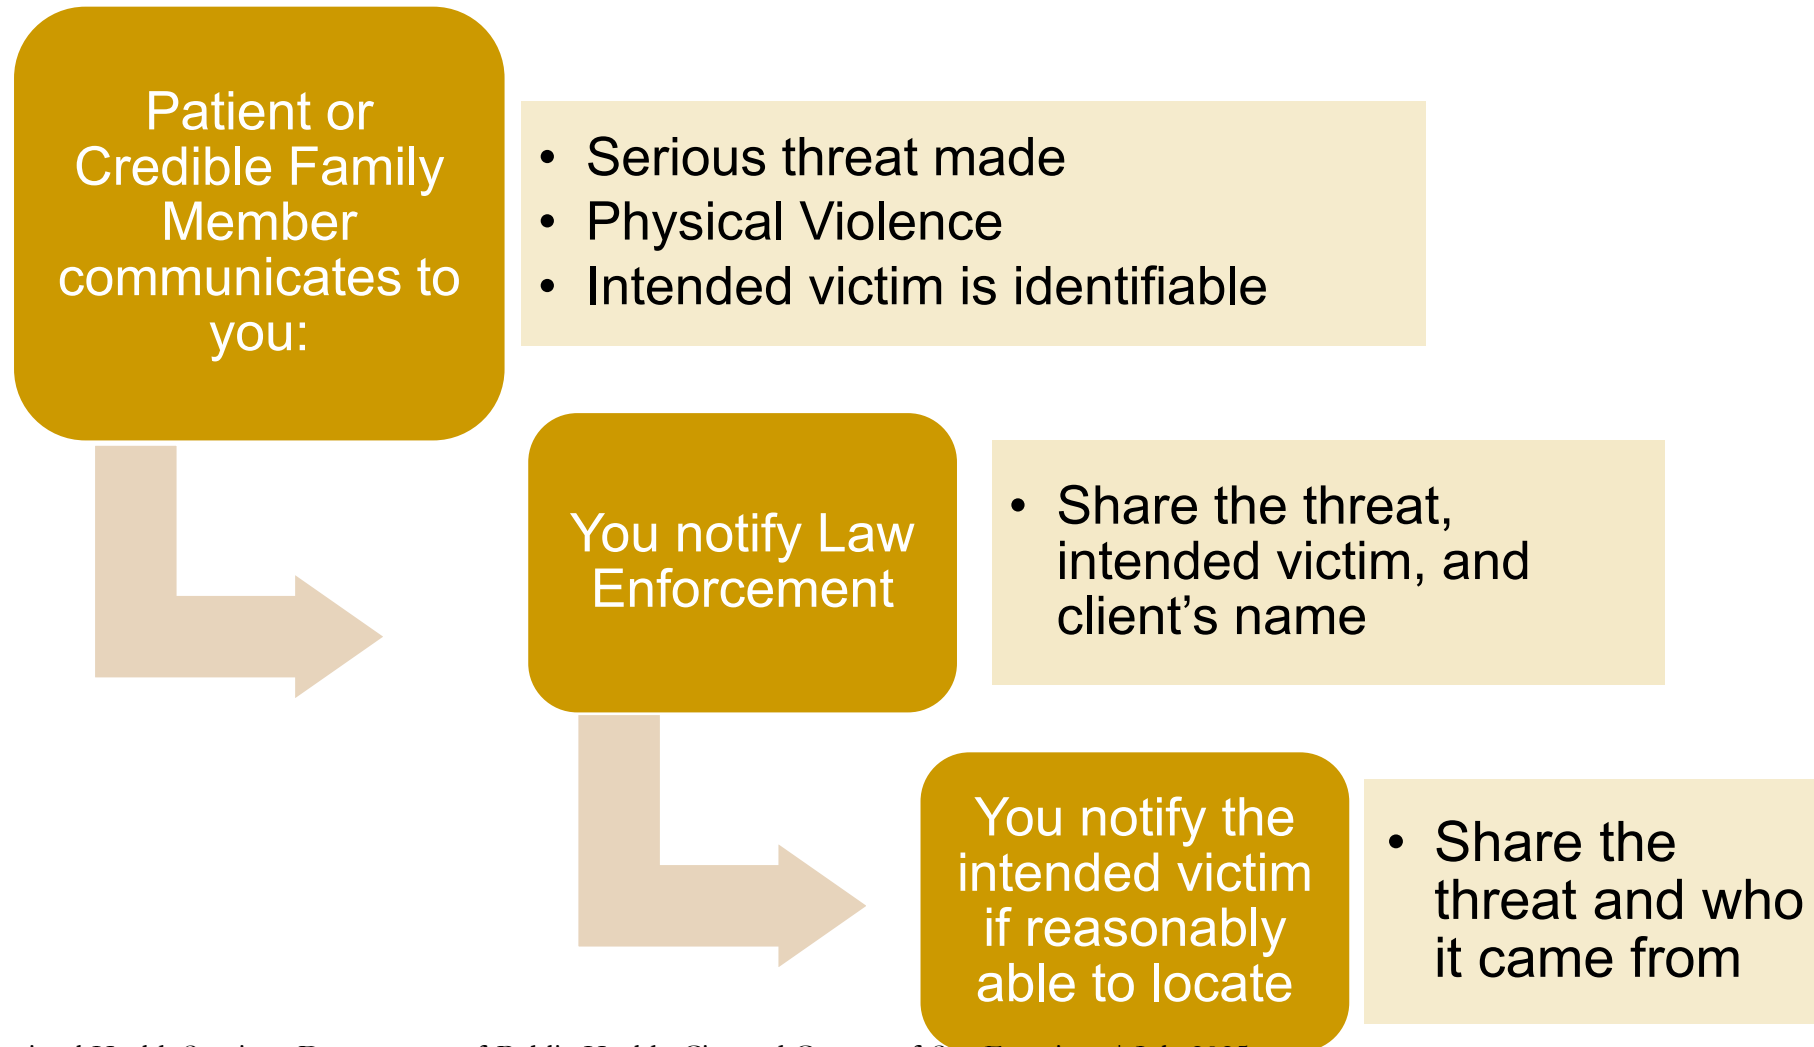 Patient or
Credible Family
Member
communicates to
you:
• Serious threat made
• Physical Violence
• Intended victim is identifiable
You notify Law
Enforcement
• Share the threat,
intended victim, and
client’s name
You notify the
intended victim
if reasonably
able to locate
• Share the
threat and who
it came from